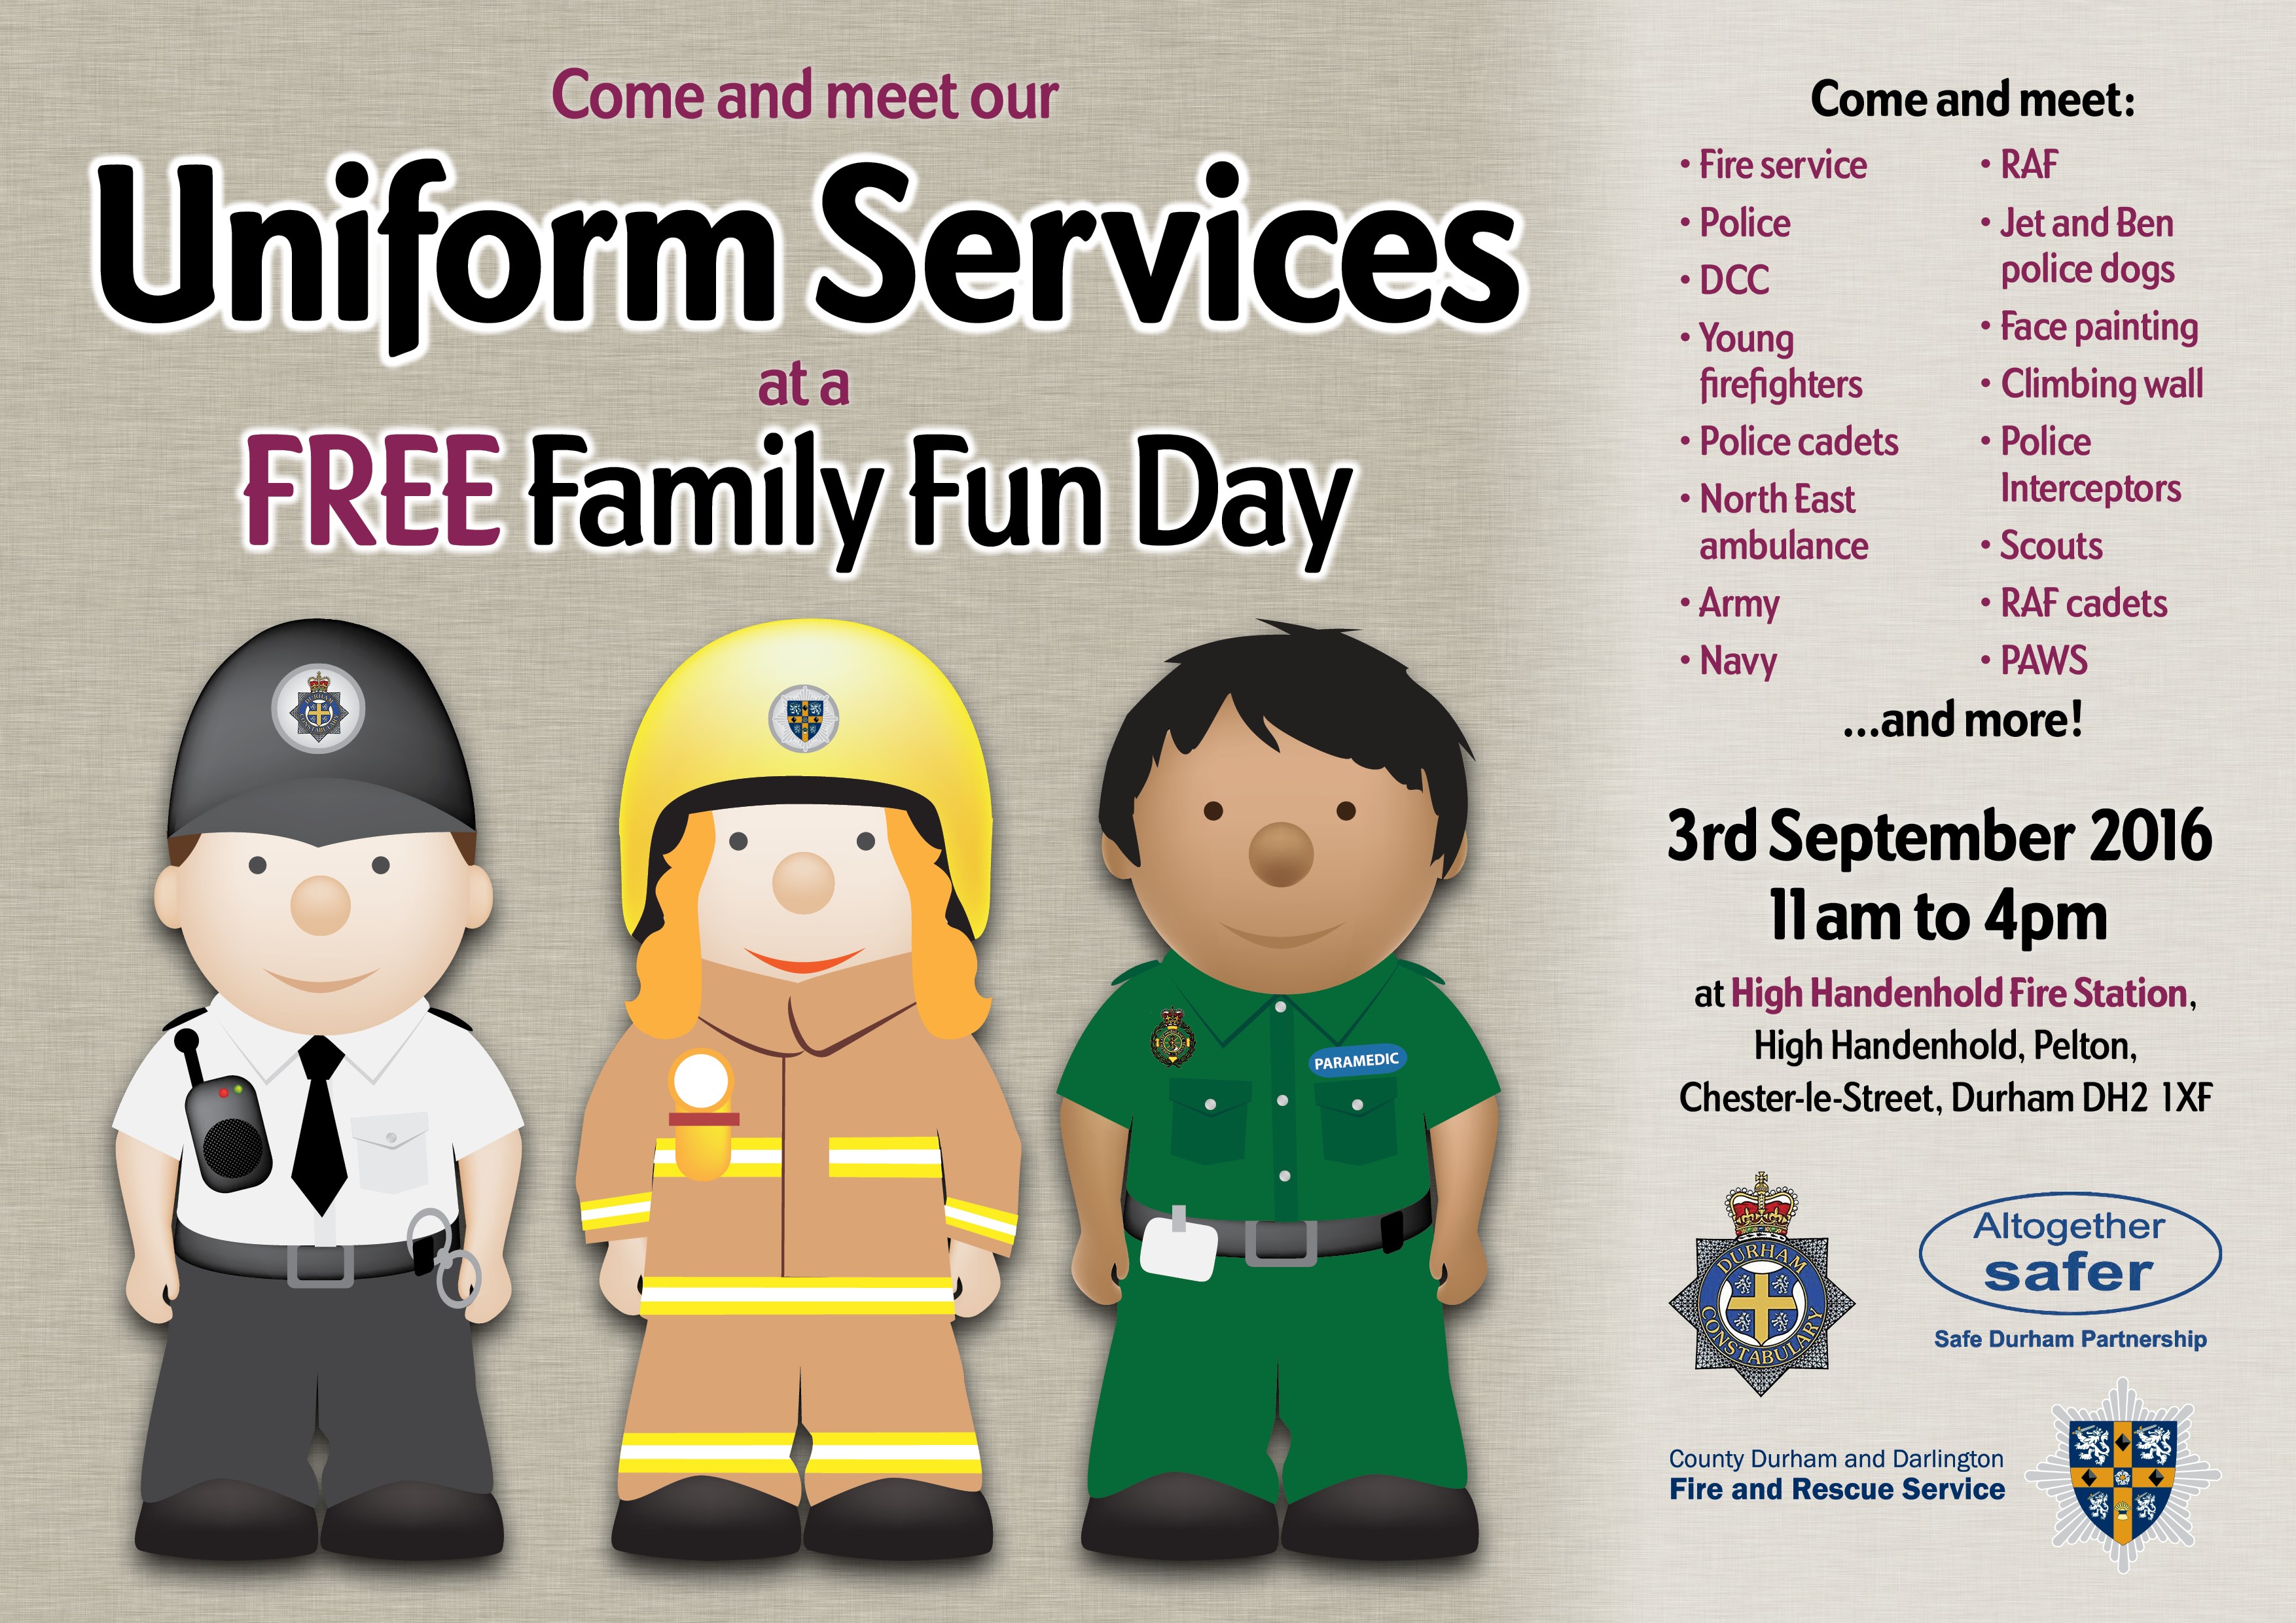 Come and meet our
Uniform Services
at a
FREE Family Fun Day
PARAMEDIC
Come and meet:
• Fire service
• Police
• DCC
• Young
firefighters
• Police cadets
• North East
ambulance
• Army
• Navy
• RAF
• Jet and Ben
police dogs
• Face painting
• Climbing wall
• Police
Interceptors
• Scouts
• RAF cadets
• PAWS
...and more!
3rd September 2016
11am to 4pm
at High Handenhold Fire Station,
High Handenhold, Pelton,
Chester-le-Street, Durham DH2 1XF
DURHAM
CONSTABULARY
Altogether
safer
Safe Durham Partnership
County Durham and Darlington
Fire and Rescue Service